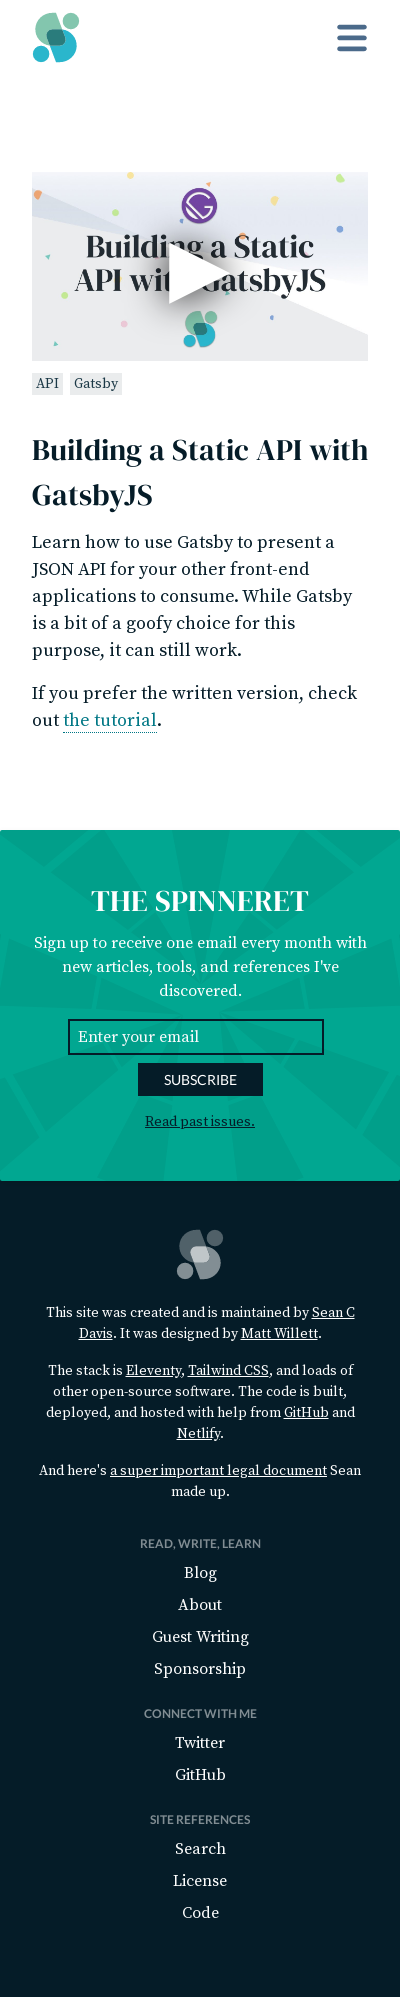 Building a Static
API with GatsbyJS
API Gatsby
Building a Static API with
GatsbyJS
Learn how to use Gatsby to present a
JSON API for your other front-end
applications to consume. While Gatsby
is a bit of a goofy choice for this
purpose, it can still work.
If you prefer the written version, check
out the tutorial.
THE SPINNERET
Sign up to receive one email every month with
new articles, tools, and references I've
discovered.
Enter your email
SUBSCRIBE
Read past issues.
This site was created and is maintained by Sean C
Davis. It was designed by Matt Willett.
The stack is Eleventy, Tailwind CSS, and loads of
other open-source software. The code is built,
deployed, and hosted with help from GitHub and
Netlify.
And here's a super important legal document Sean
made up.
READ, WRITE, LEARN
Blog
About
Guest Writing
Sponsorship
CONNECT WITH ME
Twitter
GitHub
SITE REFERENCES
Search
License
Code